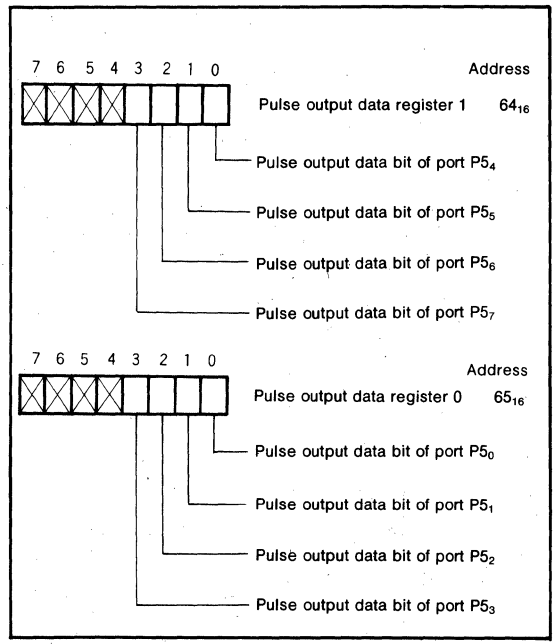 7 6 5 4 3 2 1 0 Address
Pulse output data register 1 64₁₆
Pulse output data bit of port P5₄
Pulse output data bit of port P5₅
Pulse output data bit of port P5₆
Pulse output data bit of port P5₇
7 6 5 4 3 2 1 0 Address
Pulse output data register 0 65₁₆
Pulse output data bit of port P5₀
Pulse output data bit of port P5₁
Pulse output data bit of port P5₂
Pulse output data bit of port P5₃